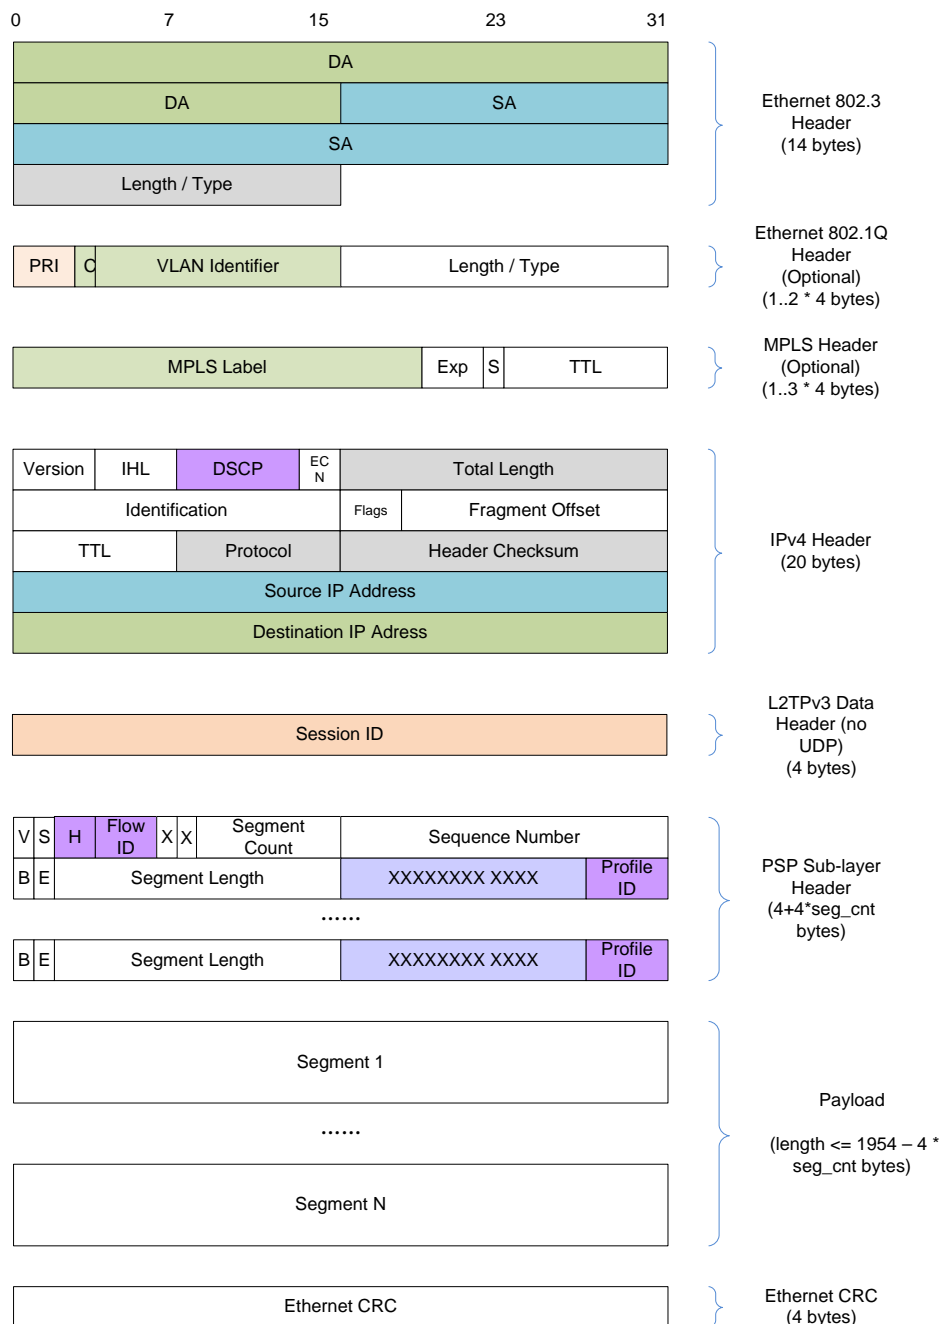 0 7 15 23 31
DA
DA SA
SA
Length / Type
Ethernet 802.3
Header
(14 bytes)
PRI C VLAN Identifier Length / Type
Ethernet 802.1Q
Header
(Optional)
(1..2 * 4 bytes)
MPLS Label Exp S TTL
MPLS Header
(Optional)
(1..3 * 4 bytes)
Version IHL DSCP EC
N Total Length
Identification Flags Fragment Offset
TTL Protocol Header Checksum
Source IP Address
Destination IP Adress
IPv4 Header
(20 bytes)
Session ID
L2TPv3 Data
Header (no
UDP)
(4 bytes)
V S H Flow
ID X X Segment
Count Sequence Number
B E Segment Length XXXXXXXX XXXX Profile
ID
......
B E Segment Length XXXXXXXX XXXX Profile
ID
PSP Sub-layer
Header
(4+4*seg_cnt
bytes)
Segment 1
......
Segment N
Payload
(length <= 1954 – 4 *
seg_cnt bytes)
Ethernet CRC
Ethernet CRC
(4 bytes)